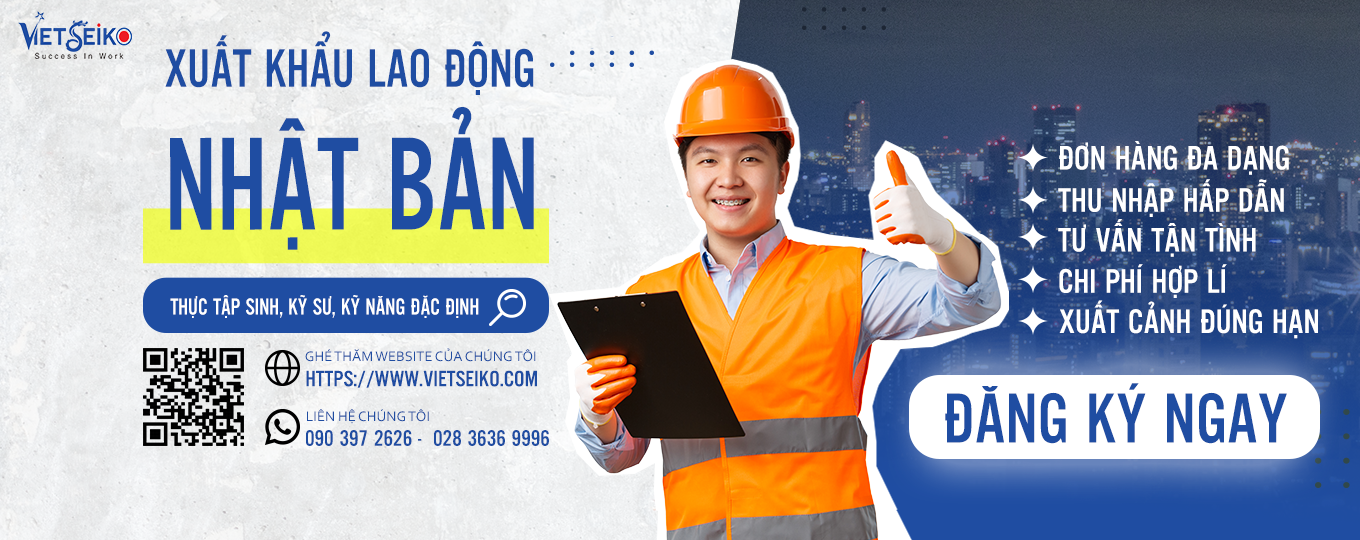 VIETSEIKO
Success In Work
XUẤT KHẨU LAO ĐỘNG
NHẬT BẢN
THỰC TẬP SINH, KỸ SƯ, KỸ NĂNG ĐẶC ĐỊNH
GHÉ THĂM WEBSITE CỦA CHÚNG TÔI
HTTPS://WWW.VIETSEIKO.COM
LIÊN HỆ CHÚNG TÔI
090 397 2626 - 028 3636 9996
ĐƠN HÀNG ĐA DẠNG
THU NHẬP HẤP DẪN
TƯ VẤN TẬN TÌNH
CHI PHÍ HỢP LÍ
XUẤT CẢNH ĐÚNG HẠN
ĐĂNG KÝ NGAY